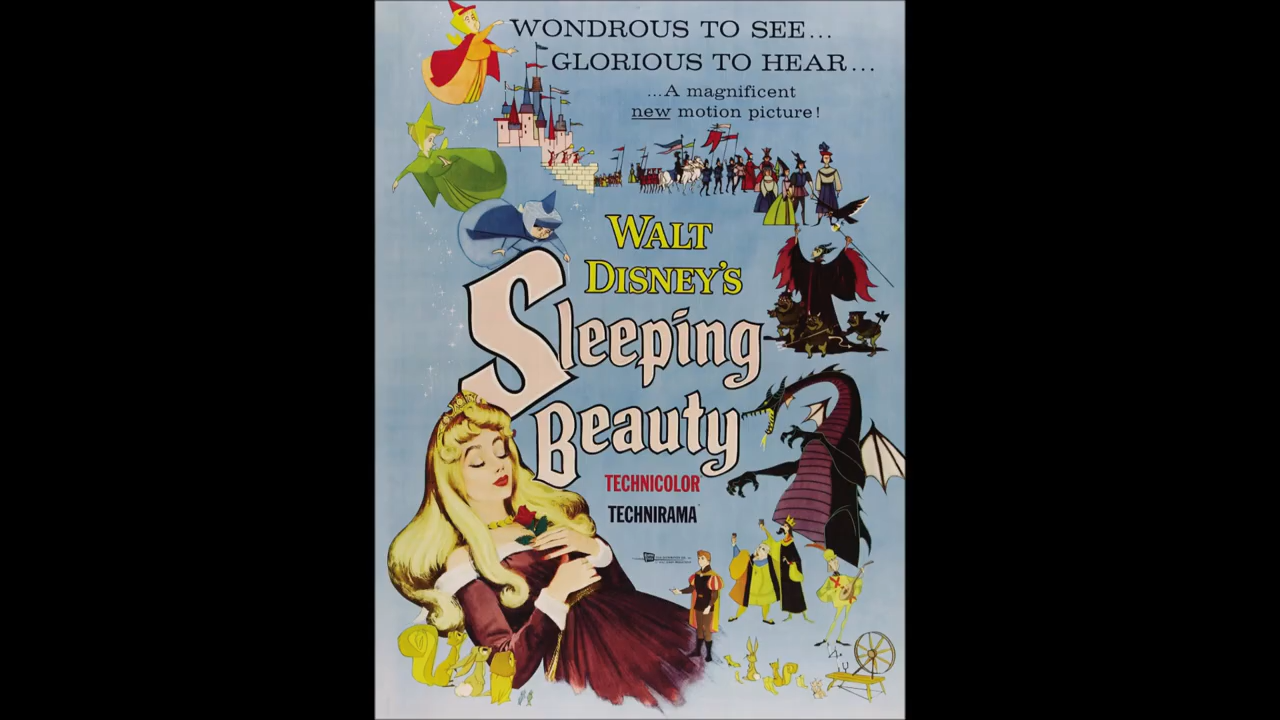 WONDROUS TO SEE...
GLORIOUS TO HEAR...
...A magnificent
new motion picture!
WALT
DISNEY'S
Sleeping
Beauty
TECHNICOLOR
TECHNIRAMA